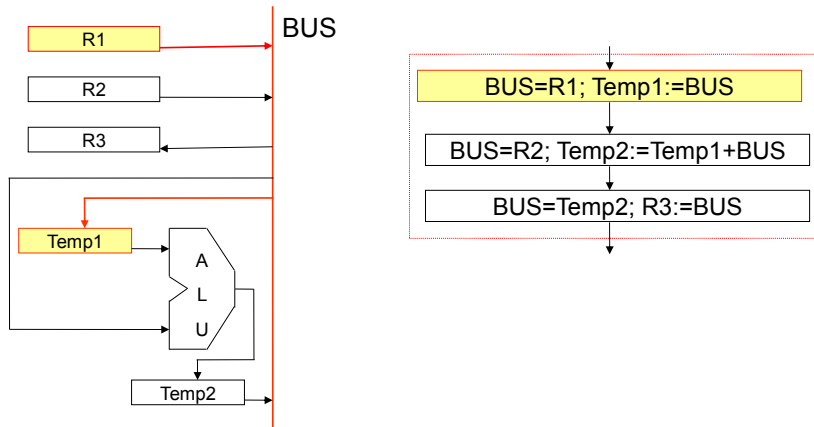 BUS
R1
R2
R3
Temp1
A
L
U
Temp2
BUS=R1; Temp1:=BUS
BUS=R2; Temp2:=Temp1+BUS
BUS=Temp2; R3:=BUS